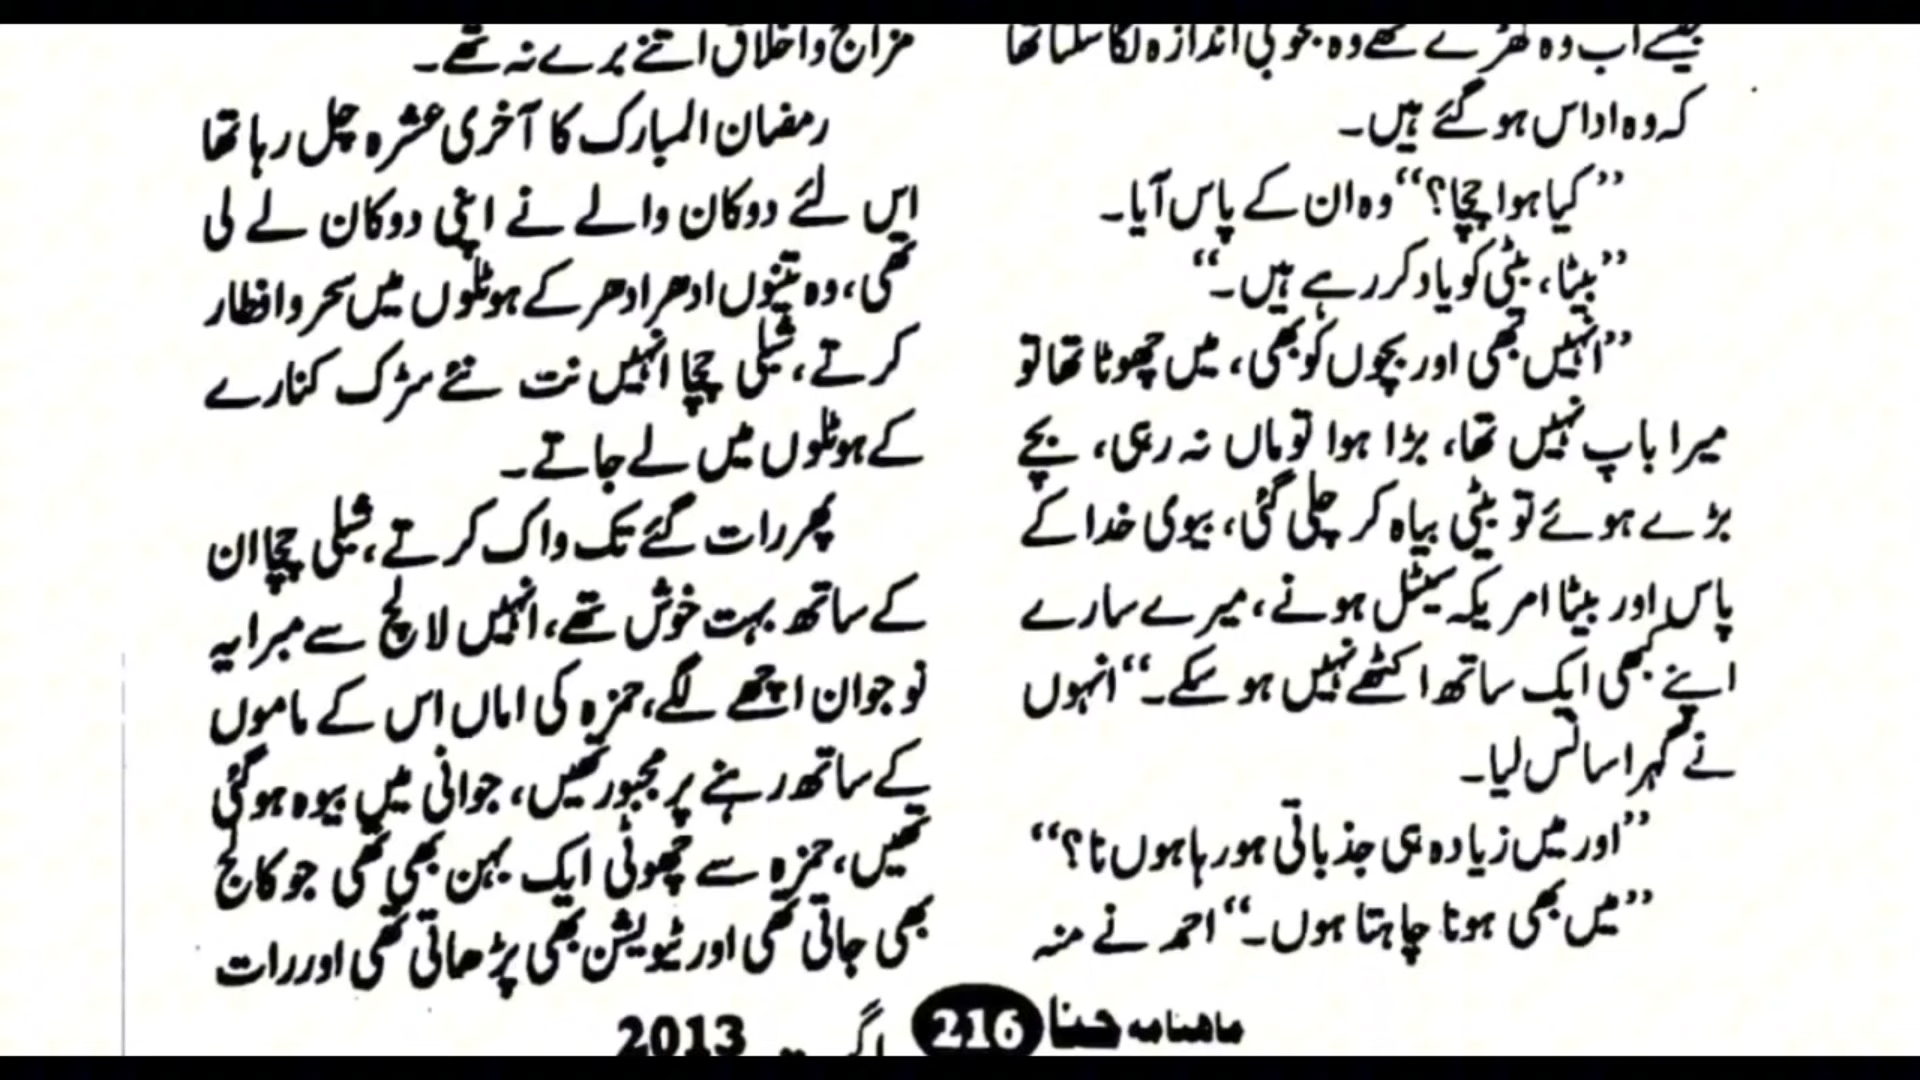 جیسے اب وہ کھڑے تھے وہ بخوبی اندازہ لگا سکتا تھا
کہ وہ اداس ہو گئے ہیں۔
”کیا ہوا چچا؟“ وہ ان کے پاس آیا۔
”بیٹا، بیٹی کو یاد کر رہے ہیں۔“
”انہیں بھی اور بچوں کو بھی، میں چھوٹا تھا تو
میرا باپ نہیں تھا، بڑا ہوا تو ماں نہ رہی، بچے
بڑے ہوئے تو بیٹی بیاہ کر چلی گئی، بیوی خدا کے
پاس اور بیٹا امریکہ سیٹل ہونے، میرے سارے
اپنے کبھی ایک ساتھ اکٹھے نہیں ہو سکے۔“ انہوں
نے گہرا سانس لیا۔
”اور میں زیادہ ہی جذباتی ہو رہا ہوں نا؟“
”میں بھی ہونا چاہتا ہوں۔“ احمد نے منہ
مزاج و اخلاق اتنے برے نہ تھے۔
رمضان المبارک کا آخری عشرہ چل رہا تھا
اس لئے دوکان والے نے اپنی دوکان لے لی
تھی، وہ تینوں ادھر ادھر کے ہوٹلوں میں سحر و افطار
کرتے، شیلی چچا انہیں نت نئے سڑک کنارے
کے ہوٹلوں میں لے جاتے۔
پھر رات گئے تک واک کرتے، شیلی چچا ان
کے ساتھ بہت خوش تھے، انہیں لالچ سے مبرا یہ
نوجوان اچھے لگے، حمزہ کی اماں اس کے ماموں
کے ساتھ رہنے پر مجبور تھیں، جوانی میں بیوہ ہو گئی
تھیں، حمزہ سے چھوٹی ایک بہن بھی تھی جو کالج
بھی جاتی تھی اور ٹیویشن بھی پڑھاتی تھی اور رات
ماهنامه حنا 216 2013